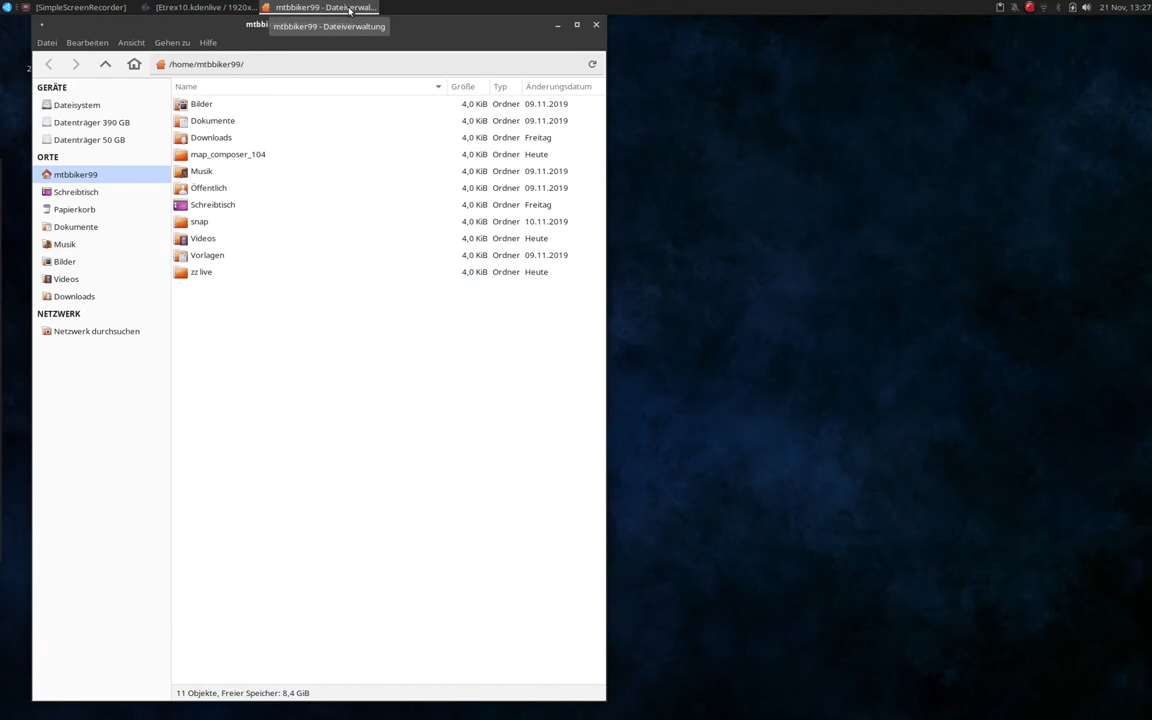 [SimpleScreenRecorder] [Etrex10.kdenlive / 1920x... mtbbiker99 - Dateiverwal... 21 Nov, 13:27
mtbbiker99 - Dateiverwaltung
Datei Bearbeiten Ansicht Gehen zu Hilfe
/home/mtbbiker99/
GERÄTE
Dateisystem
Datenträger 390 GB
Datenträger 50 GB
ORTE
mtbbiker99
Schreibtisch
Papierkorb
Dokumente
Musik
Bilder
Videos
Downloads
NETZWERK
Netzwerk durchsuchen
Name Größe Typ Änderungsdatum
Bilder 4,0 KiB Ordner 09.11.2019
Dokumente 4,0 KiB Ordner 09.11.2019
Downloads 4,0 KiB Ordner Freitag
map_composer_104 4,0 KiB Ordner Heute
Musik 4,0 KiB Ordner 09.11.2019
Öffentlich 4,0 KiB Ordner 09.11.2019
Schreibtisch 4,0 KiB Ordner Freitag
snap 4,0 KiB Ordner 10.11.2019
Videos 4,0 KiB Ordner Heute
Vorlagen 4,0 KiB Ordner 09.11.2019
zz live 4,0 KiB Ordner Heute
11 Objekte, Freier Speicher: 8,4 GiB